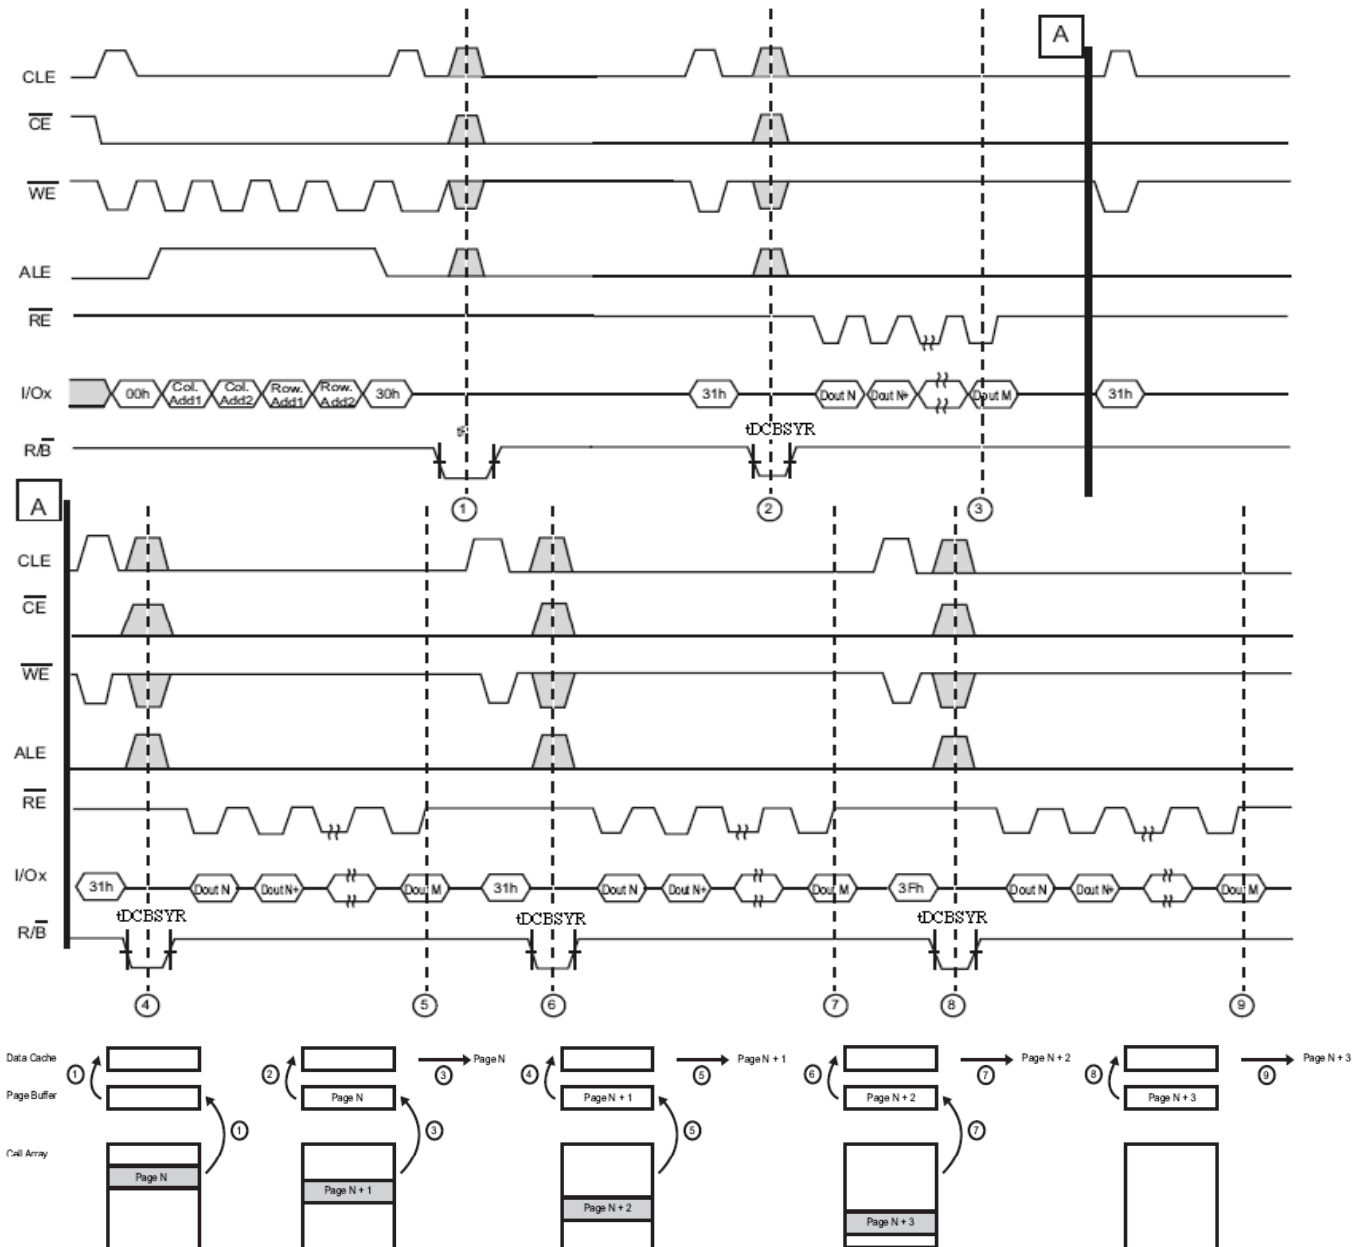 A
CLE
CE
WE
ALE
RE
I/Ox 00h Col. Add1 Col. Add2 Row. Add1 Row. Add2 30h 31h Dout N Dout N+ Dout M 31h
tDCBSYR
R/B
1 2 3
A
CLE
CE
WE
ALE
RE
I/Ox 31h Dout N Dout N+ Dout M 31h Dout N Dout N+ Dout M 3Fh Dout N Dout N+ Dout M
tDCBSYR tDCBSYR tDCBSYR
R/B
4 5 6 7 8 9
Data Cache 1 2 3 Page N 4 5 Page N + 1 6 7 Page N + 2 8 9 Page N + 3
Page Buffer Page N Page N + 1 Page N + 2 Page N + 3
1 3 5 7
Cell Array
Page N
Page N + 1
Page N + 2
Page N + 3